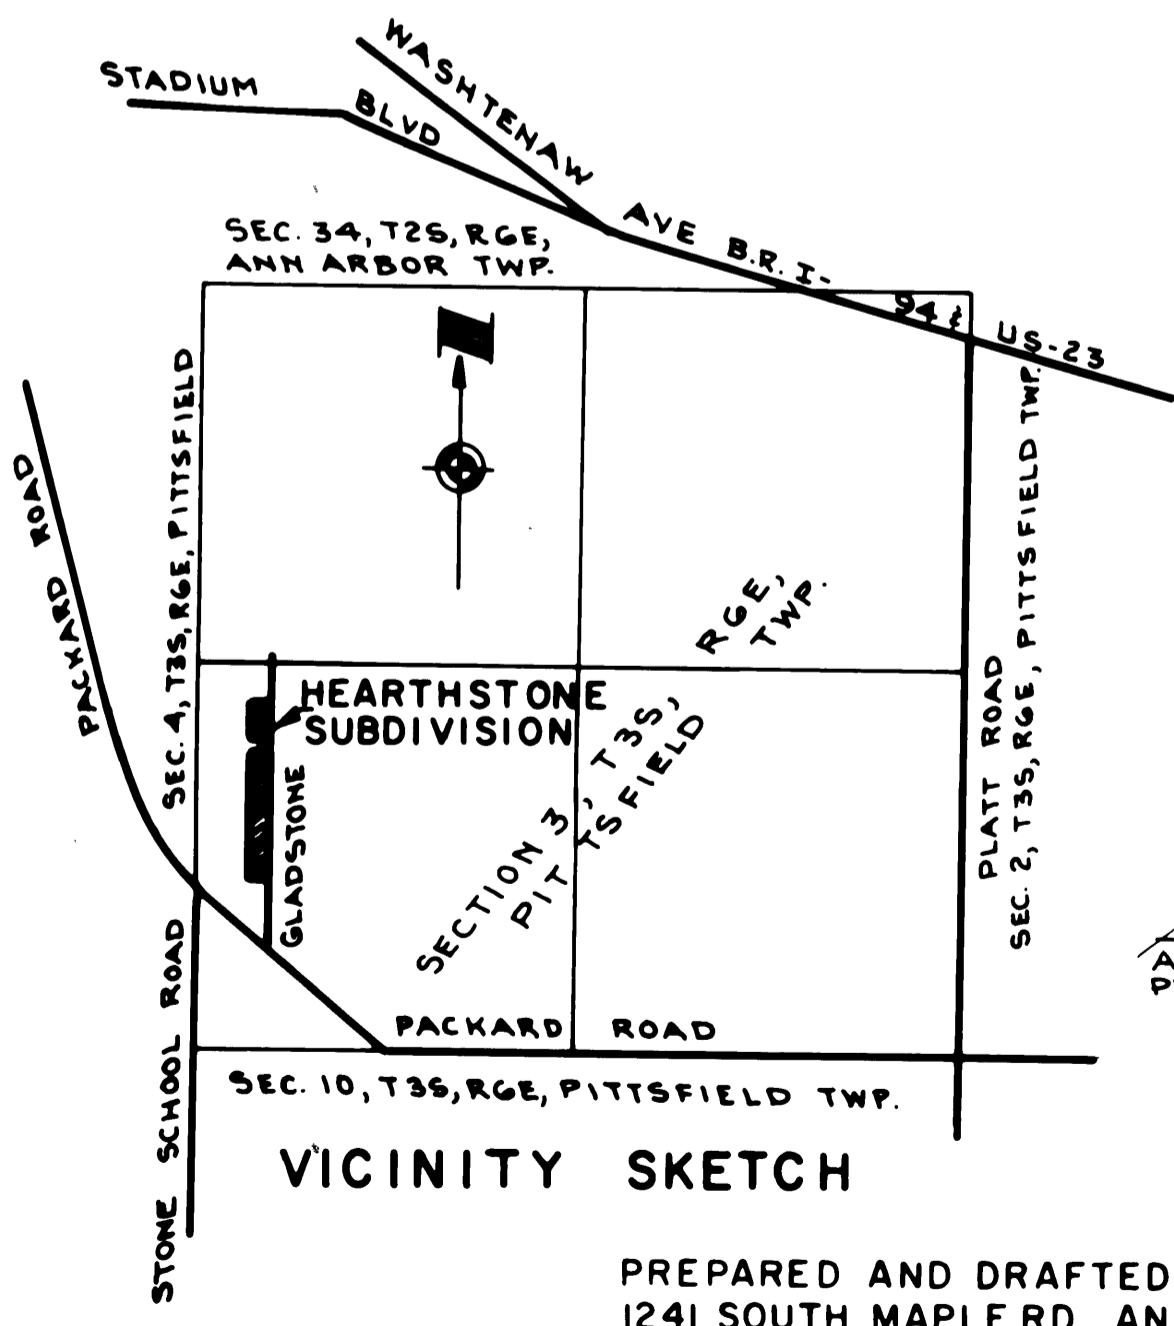 WASHTENAW AVE B.R. I-94 & US-23
STADIUM BLVD
SEC. 34, T2S, R6E,
ANN ARBOR TWP.
N
PACKARD ROAD
SEC. 4, T3S, R6E, PITTSFIELD
HEARTHSTONE
SUBDIVISION
GLADSTONE
SECTION 3, T3S, R6E,
PITTSFIELD TWP.
PLATT ROAD
SEC. 2, T3S, R6E, PITTSFIELD TWP.
STONE SCHOOL ROAD
PACKARD ROAD
SEC. 10, T3S, R6E, PITTSFIELD TWP.
VICINITY SKETCH
PREPARED AND DRAFTED
1241 SOUTH MAPLE RD AN